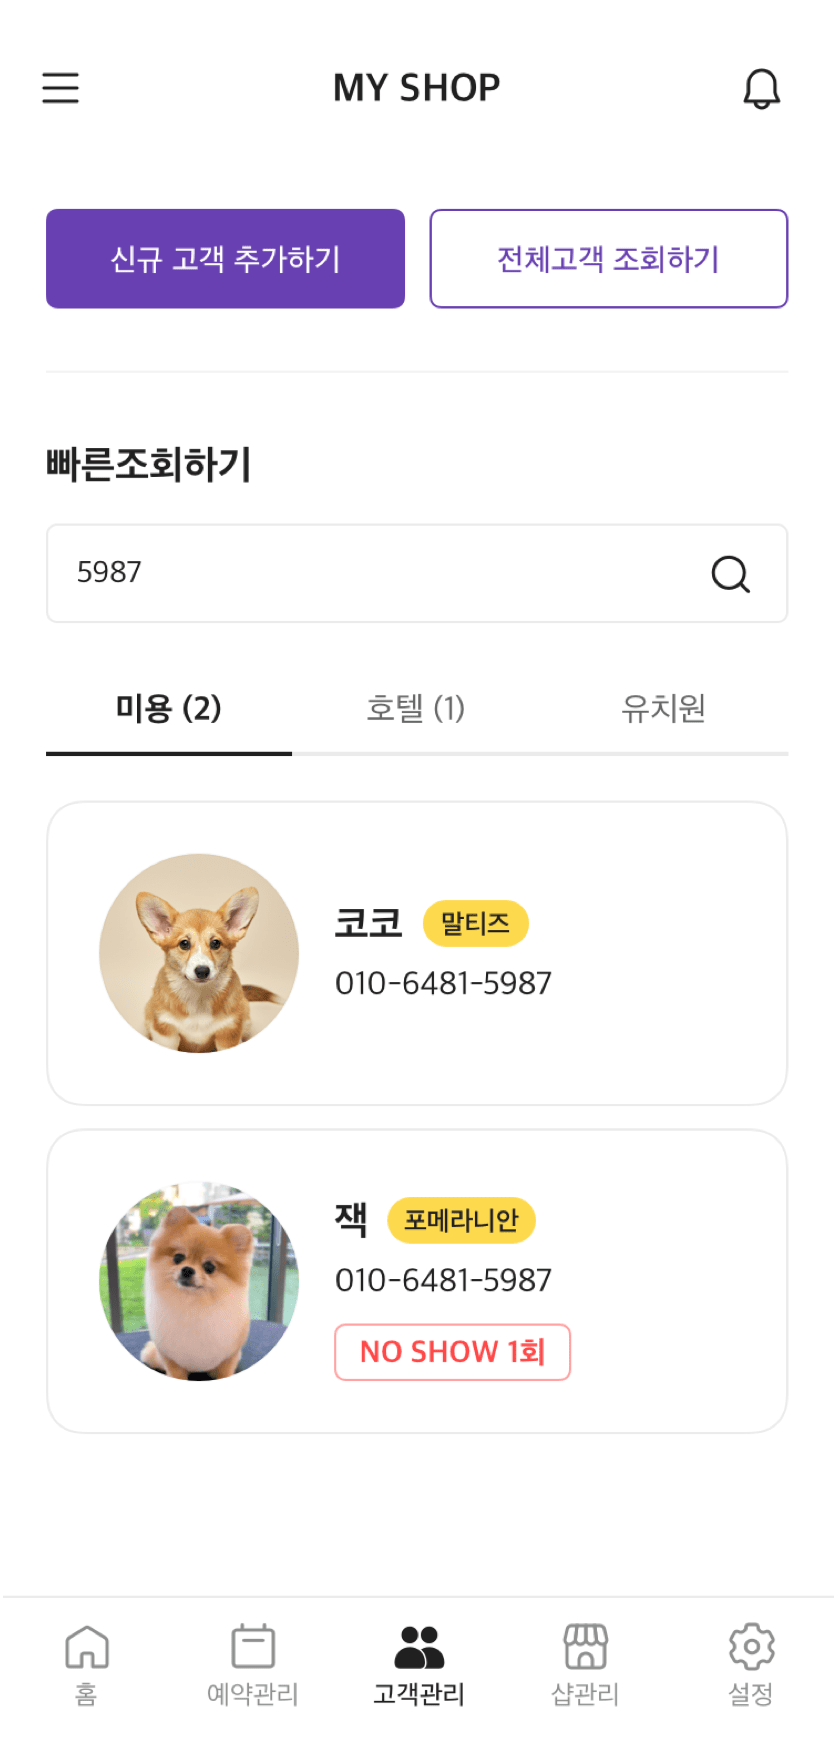 MY SHOP
신규 고객 추가하기
전체고객 조회하기
빠른조회하기
5987
미용 (2)
호텔 (1)
유치원
코코 말티즈
010-6481-5987
잭 포메라니안
010-6481-5987
NO SHOW 1회
홈
예약관리
고객관리
샵관리
설정